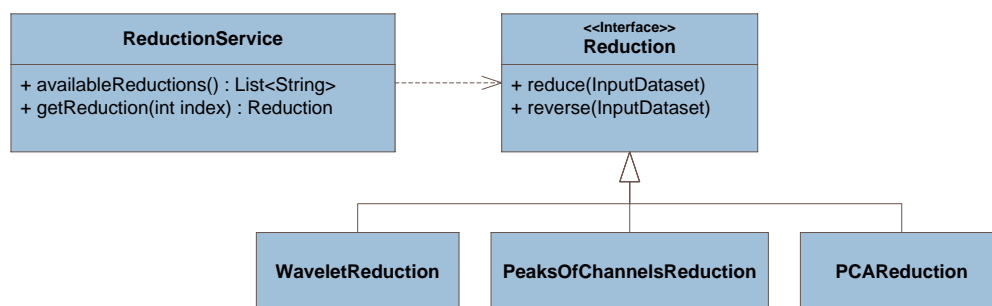 ReductionService
+ availableReductions() : List<String>
+ getReduction(int index) : Reduction
<<Interface>>
Reduction
+ reduce(InputDataset)
+ reverse(InputDataset)
WaveletReduction
PeaksOfChannelsReduction
PCAReduction